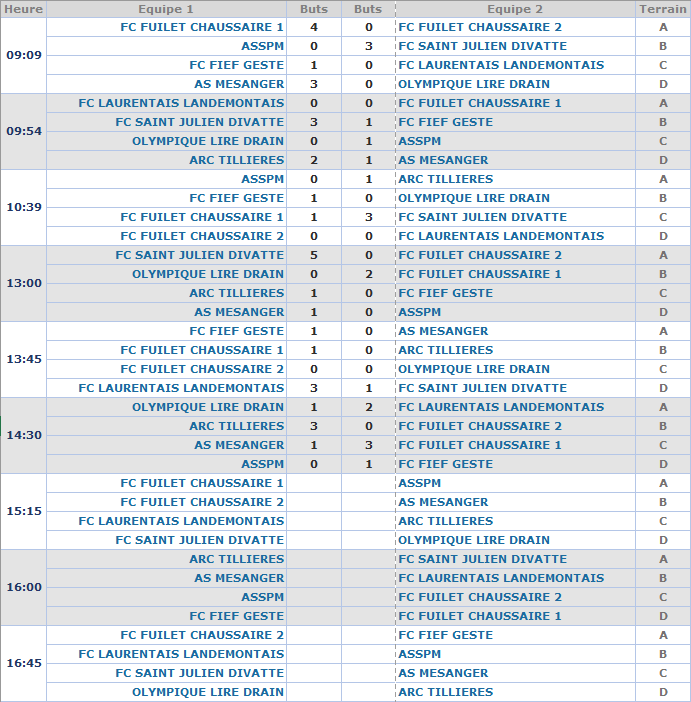 Heure Equipe 1 Buts Buts Equipe 2 Terrain
FC FUILET CHAUSSAIRE 1 4 0 FC FUILET CHAUSSAIRE 2 A
ASSPM 0 3 FC SAINT JULIEN DIVATTE B
09:09
FC FIEF GESTE 1 0 FC LAURENTAIS LANDEMONTAIS C
AS MESANGER 3 0 OLYMPIQUE LIRE DRAIN D
FC LAURENTAIS LANDEMONTAIS 0 0 FC FUILET CHAUSSAIRE 1 A
FC SAINT JULIEN DIVATTE 3 1 FC FIEF GESTE B
09:54
OLYMPIQUE LIRE DRAIN 0 1 ASSPM C
ARC TILLIERES 2 1 AS MESANGER D
ASSPM 0 1 ARC TILLIERES A
FC FIEF GESTE 1 0 OLYMPIQUE LIRE DRAIN B
10:39
FC FUILET CHAUSSAIRE 1 1 3 FC SAINT JULIEN DIVATTE C
FC FUILET CHAUSSAIRE 2 0 0 FC LAURENTAIS LANDEMONTAIS D
FC SAINT JULIEN DIVATTE 5 0 FC FUILET CHAUSSAIRE 2 A
OLYMPIQUE LIRE DRAIN 0 2 FC FUILET CHAUSSAIRE 1 B
13:00
ARC TILLIERES 1 0 FC FIEF GESTE C
AS MESANGER 1 0 ASSPM D
FC FIEF GESTE 1 0 AS MESANGER A
FC FUILET CHAUSSAIRE 1 1 0 ARC TILLIERES B
13:45
FC FUILET CHAUSSAIRE 2 0 0 OLYMPIQUE LIRE DRAIN C
FC LAURENTAIS LANDEMONTAIS 3 1 FC SAINT JULIEN DIVATTE D
OLYMPIQUE LIRE DRAIN 1 2 FC LAURENTAIS LANDEMONTAIS A
ARC TILLIERES 3 0 FC FUILET CHAUSSAIRE 2 B
14:30
AS MESANGER 1 3 FC FUILET CHAUSSAIRE 1 C
ASSPM 0 1 FC FIEF GESTE D
FC FUILET CHAUSSAIRE 1 ASSPM A
FC FUILET CHAUSSAIRE 2 AS MESANGER B
15:15
FC LAURENTAIS LANDEMONTAIS ARC TILLIERES C
FC SAINT JULIEN DIVATTE OLYMPIQUE LIRE DRAIN D
ARC TILLIERES FC SAINT JULIEN DIVATTE A
AS MESANGER FC LAURENTAIS LANDEMONTAIS B
16:00
ASSPM FC FUILET CHAUSSAIRE 2 C
FC FIEF GESTE FC FUILET CHAUSSAIRE 1 D
FC FUILET CHAUSSAIRE 2 FC FIEF GESTE A
FC LAURENTAIS LANDEMONTAIS ASSPM B
16:45
FC SAINT JULIEN DIVATTE AS MESANGER C
OLYMPIQUE LIRE DRAIN ARC TILLIERES D